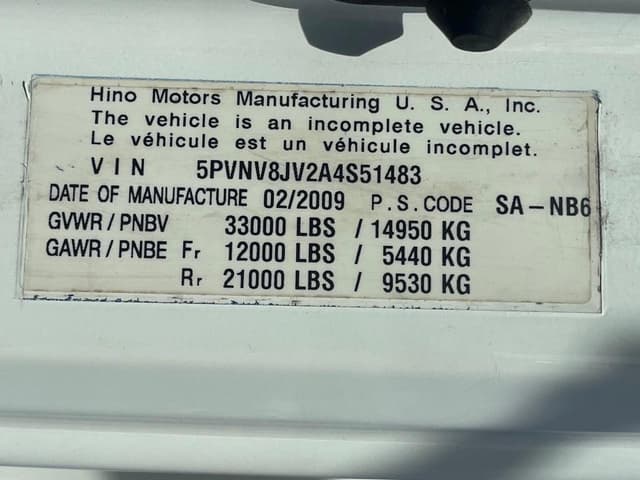 Hino Motors Manufacturing U. S. A., Inc.
The vehicle is an incomplete vehicle.
Le véhicule est un véhicule incomplet.
VIN 5PVNV8JV2A4S51483
DATE OF MANUFACTURE 02/2009 P.S.CODE SA-NB6
GVWR/PNBV 33000 LBS / 14950 KG
GAWR/PNBE Fr 12000 LBS / 5440 KG
Rr 21000 LBS / 9530 KG